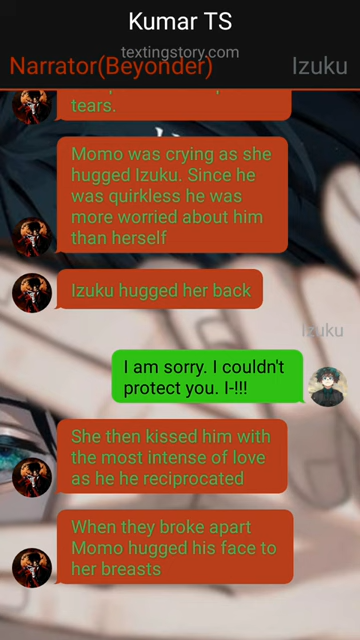 Kumar TS
textingstory.com
Narrator(Beyonder) Izuku
tears.
Momo was crying as she
hugged Izuku. Since he
was quirkless he was
more worried about him
than herself
Izuku hugged her back
Izuku
I am sorry. I couldn't
protect you. I-!!!
She then kissed him with
the most intense of love
as he he reciprocated
When they broke apart
Momo hugged his face to
her breasts